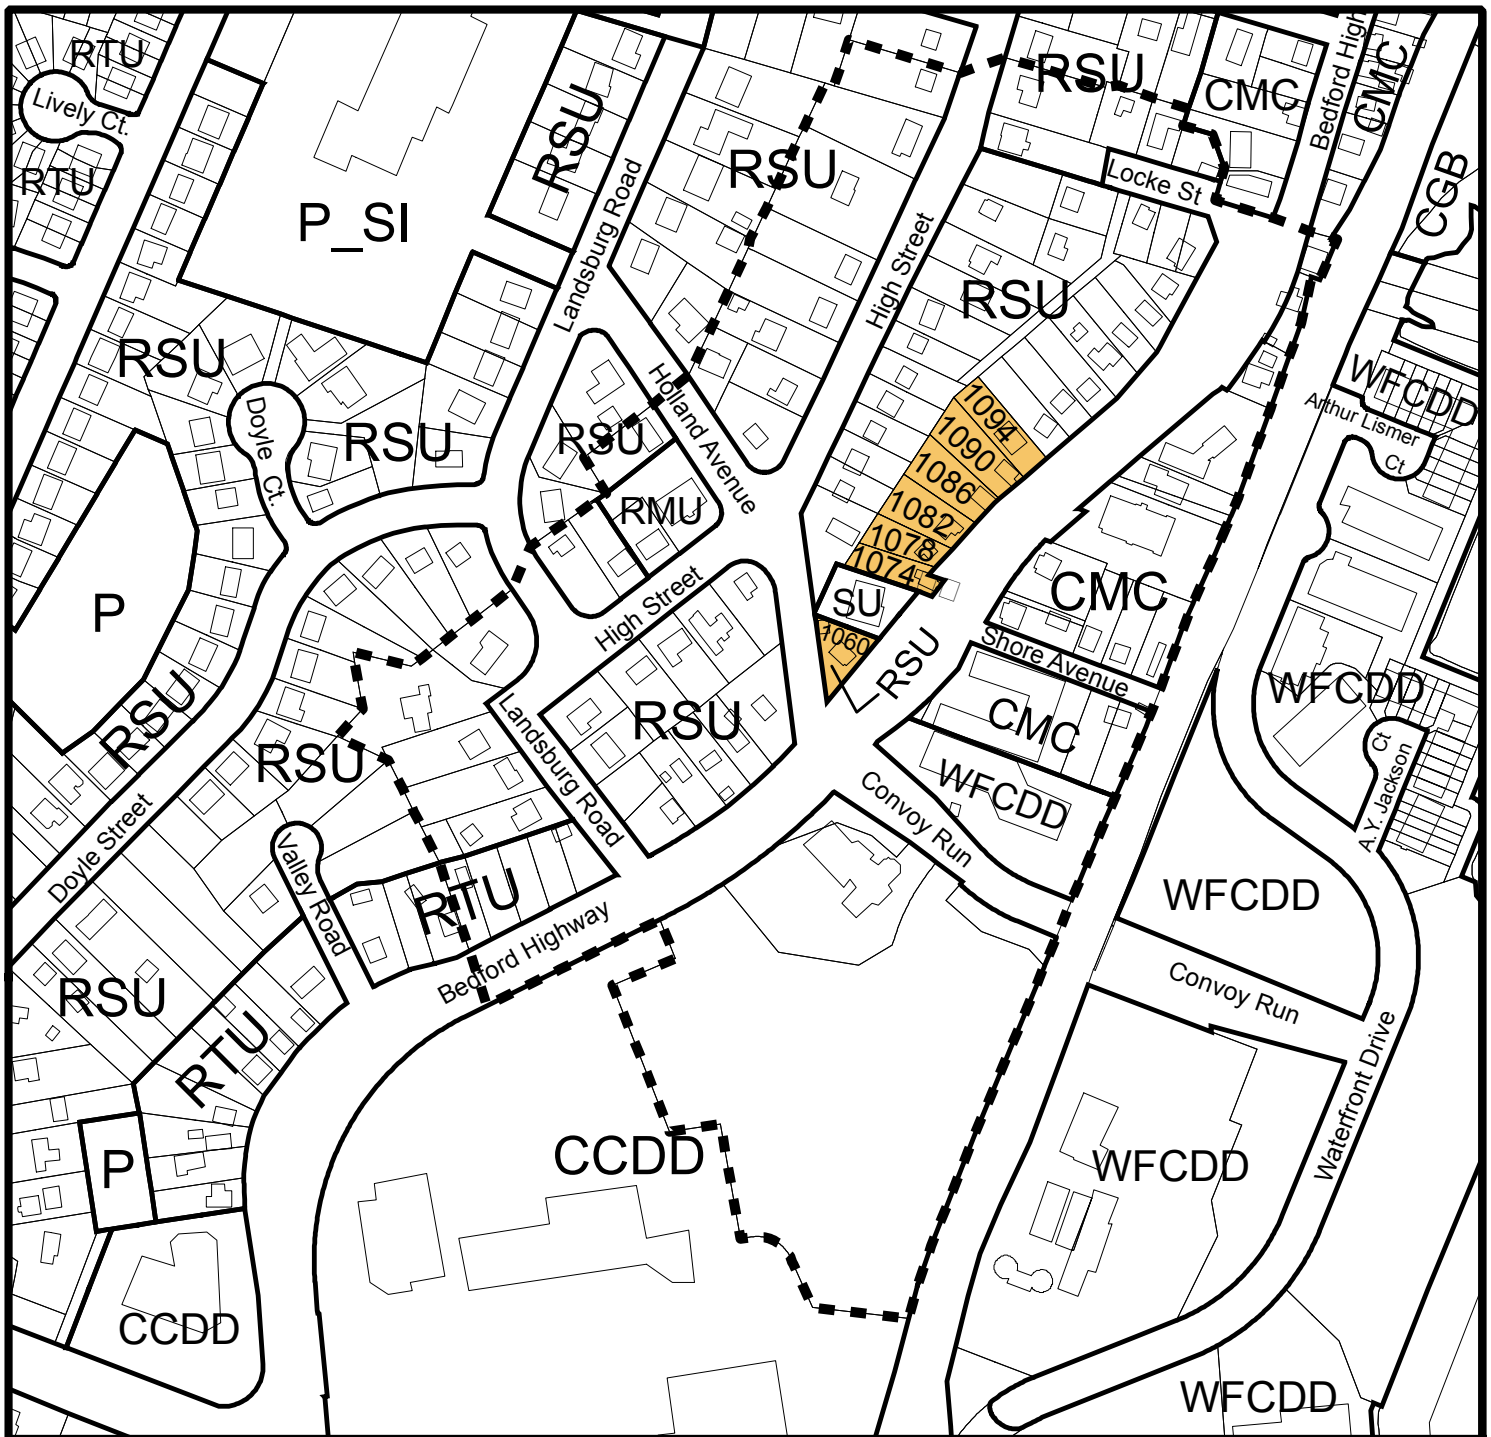 RTU
Lively Ct.
RTU
P_SI
RSU
Landsburg Road
RSU
High Street
RSU
CMC
Bedford High
CMC
CGB
Locke St
RSU
RSU
Doyle Ct.
RSU
Holland Avenue
RSU
RMU
WFCDD
Arthur Lismer
Ct
1094
1090
1086
1082
1078
1074
SU
1060
RSU
CMC
Shore Avenue
P
High Street
RSU
RSU
RSU
Landsburg Road
CMC
WFCDD
Convoy Run
WFCDD
Ct
A.Y. Jackson
Doyle Street
Valley Road
RTU
Bedford Highway
WFCDD
Convoy Run
RSU
RTU
Waterfront Drive
P
CCDD
WFCDD
CCDD
WFCDD